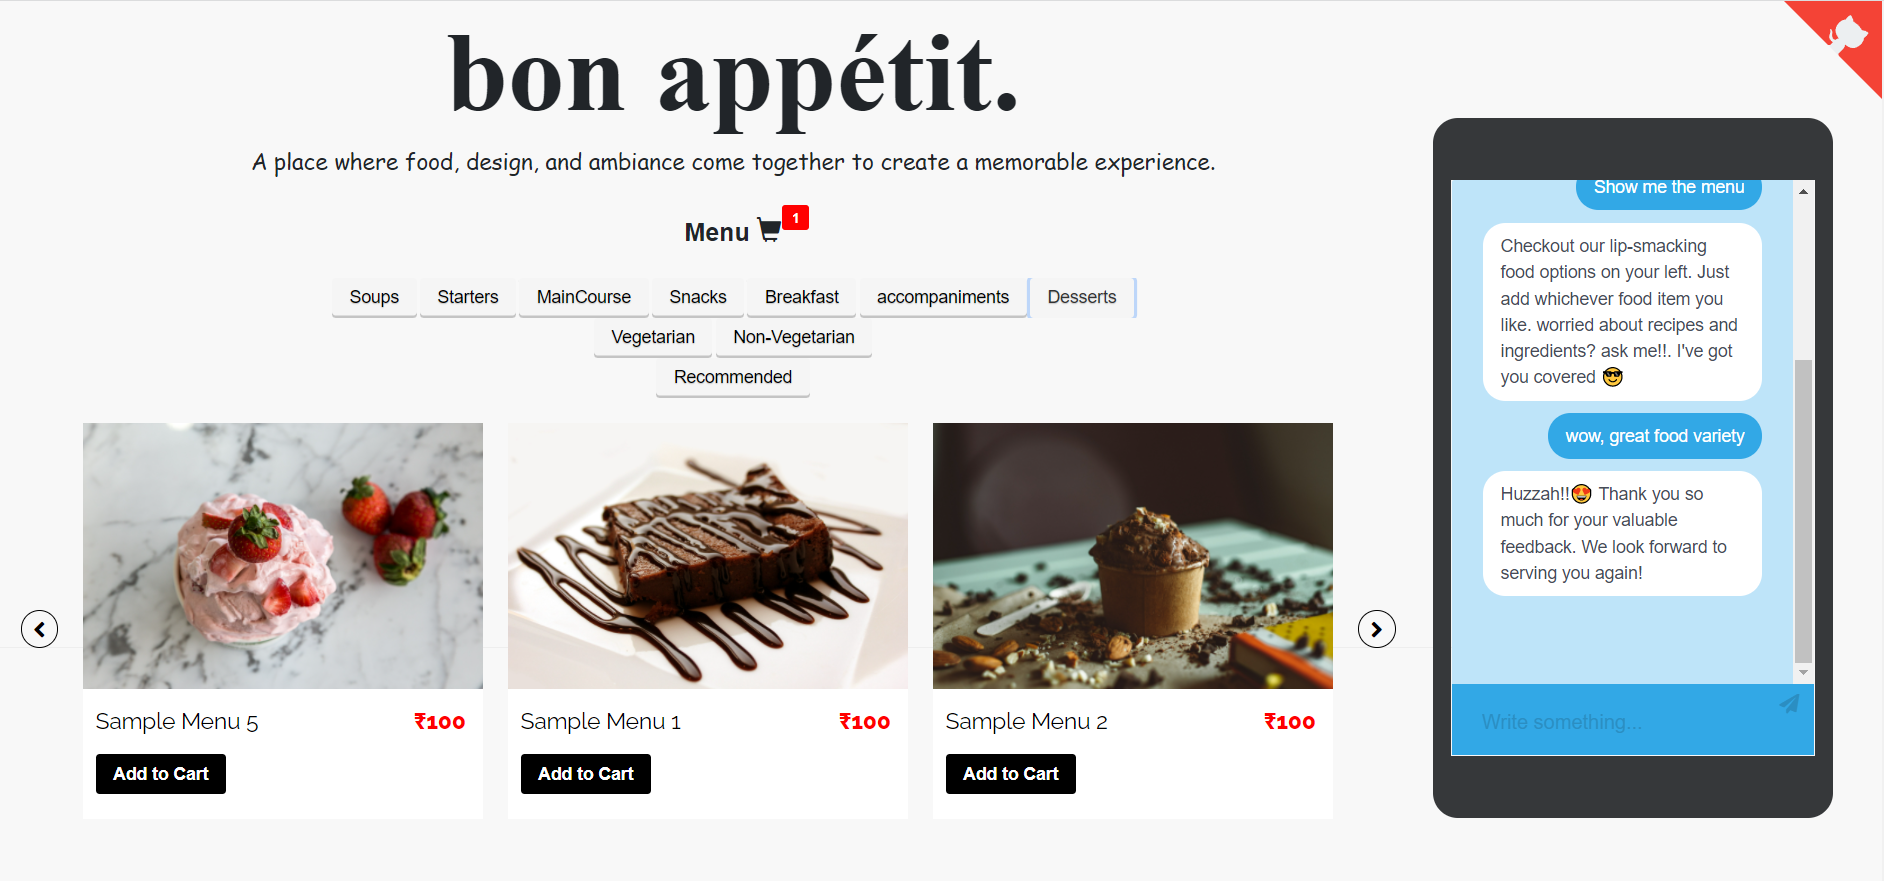 bon appétit.
A place where food, design, and ambiance come together to create a memorable experience.
Menu 1
Soups Starters MainCourse Snacks Breakfast accompaniments Desserts
Vegetarian Non-Vegetarian
Recommended
Sample Menu 5 ₹100
Add to Cart
Sample Menu 1 ₹100
Add to Cart
Sample Menu 2 ₹100
Add to Cart
Show me the menu
Checkout our lip-smacking
food options on your left. Just
add whichever food item you
like. worried about recipes and
ingredients? ask me!!. I've got
you covered 😎
wow, great food variety
Huzzah!!😍 Thank you so
much for your valuable
feedback. We look forward to
serving you again!
Write something...